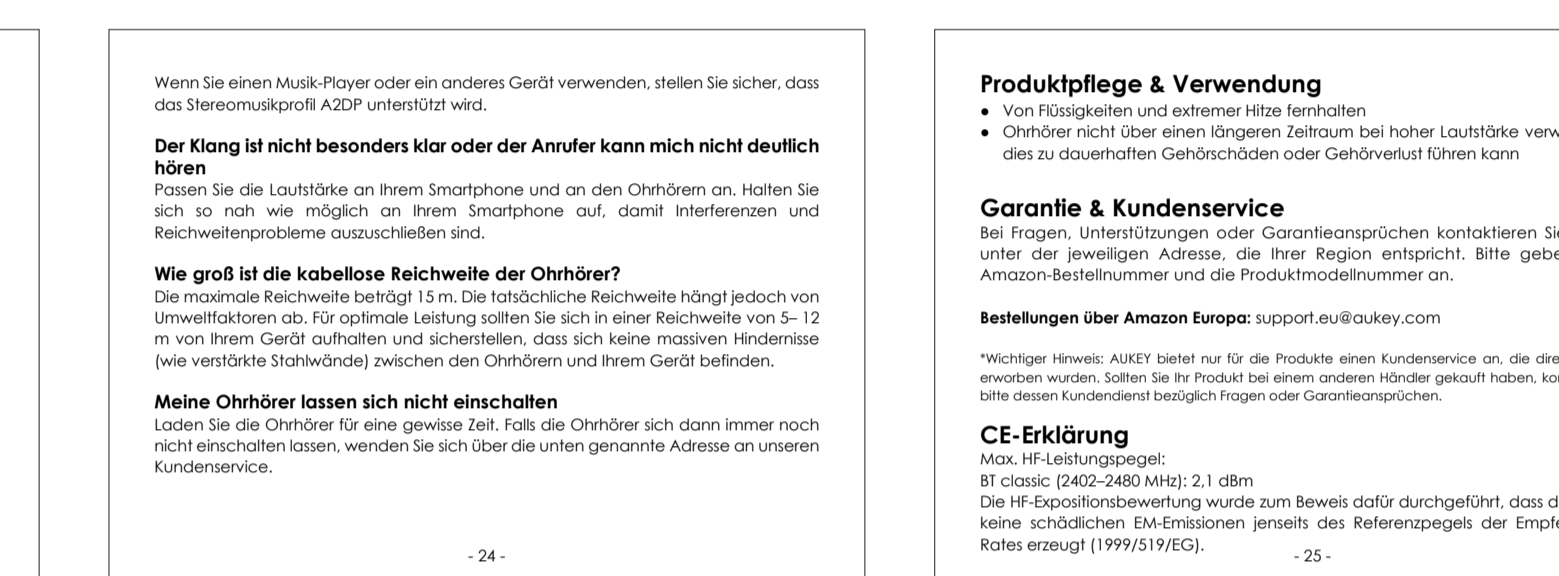 Wenn Sie einen Musik-Player oder ein anderes Gerät verwenden, stellen Sie sicher, dass
das Stereomusikprofil A2DP unterstützt wird.
Der Klang ist nicht besonders klar oder der Anrufer kann mich nicht deutlich
hören
Passen Sie die Lautstärke an Ihrem Smartphone und an den Ohrhörern an. Halten Sie
sich so nah wie möglich an Ihrem Smartphone auf, damit Interferenzen und
Reichweitenprobleme auszuschließen sind.
Wie groß ist die kabellose Reichweite der Ohrhörer?
Die maximale Reichweite beträgt 15 m. Die tatsächliche Reichweite hängt jedoch von
Umweltfaktoren ab. Für optimale Leistung sollten Sie sich in einer Reichweite von 5– 12
m von Ihrem Gerät aufhalten und sicherstellen, dass sich keine massiven Hindernisse
(wie verstärkte Stahlwände) zwischen den Ohrhörern und Ihrem Gerät befinden.
Meine Ohrhörer lassen sich nicht einschalten
Laden Sie die Ohrhörer für eine gewisse Zeit. Falls die Ohrhörer sich dann immer noch
nicht einschalten lassen, wenden Sie sich über die unten genannte Adresse an unseren
Kundenservice.
- 24 -
Produktpflege & Verwendung
● Von Flüssigkeiten und extremer Hitze fernhalten
● Ohrhörer nicht über einen längeren Zeitraum bei hoher Lautstärke verw
dies zu dauerhaften Gehörschäden oder Gehörverlust führen kann
Garantie & Kundenservice
Bei Fragen, Unterstützungen oder Garantieansprüchen kontaktieren Sie
unter der jeweiligen Adresse, die Ihrer Region entspricht. Bitte gebe
Amazon-Bestellnummer und die Produktmodellnummer an.
Bestellungen über Amazon Europa: support.eu@aukey.com
*Wichtiger Hinweis: AUKEY bietet nur für die Produkte einen Kundenservice an, die dire
erworben wurden. Sollten Sie Ihr Produkt bei einem anderen Händler gekauft haben, kon
bitte dessen Kundendienst bezüglich Fragen oder Garantieansprüchen.
CE-Erklärung
Max. HF-Leistungspegel:
BT classic (2402–2480 MHz): 2,1 dBm
Die HF-Expositionsbewertung wurde zum Beweis dafür durchgeführt, dass d
keine schädlichen EM-Emissionen jenseits des Referenzpegels der Empfe
Rates erzeugt (1999/519/EG).
- 25 -